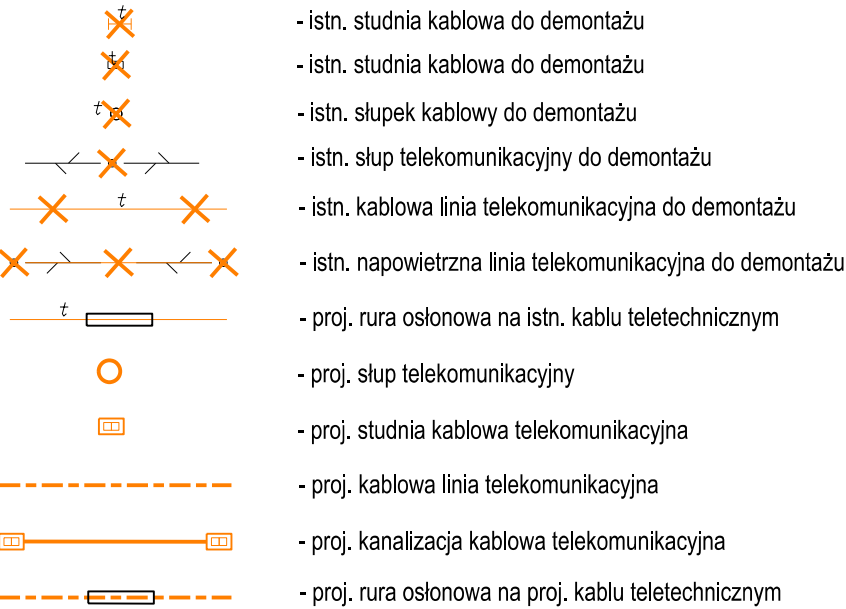 t - istn. studnia kablowa do demontażu
t - istn. studnia kablowa do demontażu
t - istn. słupek kablowy do demontażu
- istn. słup telekomunikacyjny do demontażu
t - istn. kablowa linia telekomunikacyjna do demontażu
- istn. napowietrzna linia telekomunikacyjna do demontażu
t - proj. rura osłonowa na istn. kablu teletechnicznym
- proj. słup telekomunikacyjny
- proj. studnia kablowa telekomunikacyjna
- proj. kablowa linia telekomunikacyjna
- proj. kanalizacja kablowa telekomunikacyjna
- proj. rura osłonowa na proj. kablu teletechnicznym